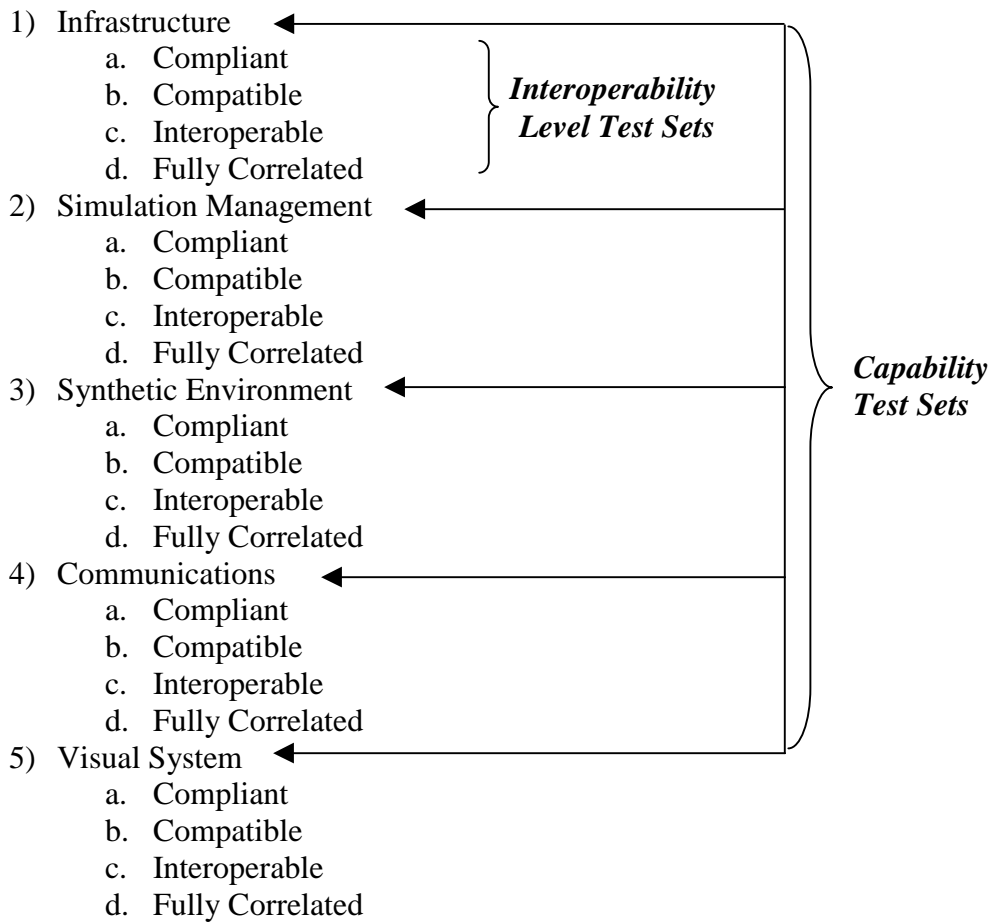 1) Infrastructure
a. Compliant
b. Compatible
c. Interoperable
d. Fully Correlated
Interoperability
Level Test Sets
2) Simulation Management
a. Compliant
b. Compatible
c. Interoperable
d. Fully Correlated
3) Synthetic Environment
a. Compliant
b. Compatible
c. Interoperable
d. Fully Correlated
Capability
Test Sets
4) Communications
a. Compliant
b. Compatible
c. Interoperable
d. Fully Correlated
5) Visual System
a. Compliant
b. Compatible
c. Interoperable
d. Fully Correlated